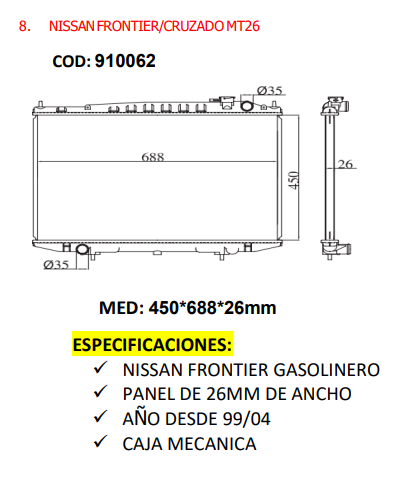 8. NISSAN FRONTIER/CRUZADO MT26
COD: 910062
Ø35
688
450
26
Ø35
MED: 450*688*26mm
ESPECIFICACIONES:
✓ NISSAN FRONTIER GASOLINERO
✓ PANEL DE 26MM DE ANCHO
✓ AÑO DESDE 99/04
✓ CAJA MECANICA